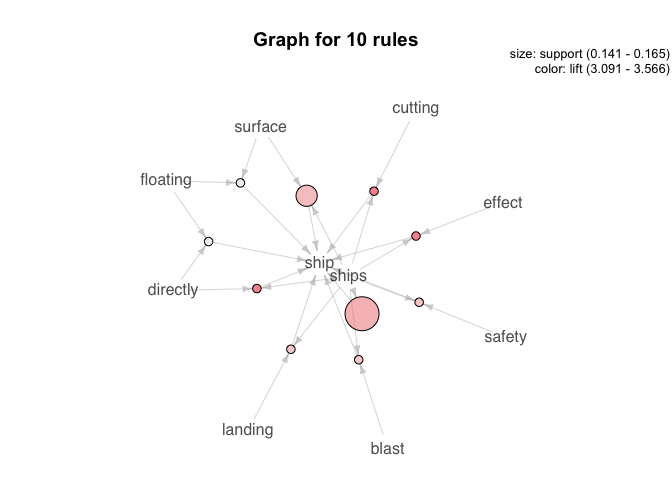 Graph for 10 rules
size: support (0.141 - 0.165)
color: lift (3.091 - 3.566)
cutting
surface
floating
effect
ship
ships
directly
safety
landing
blast